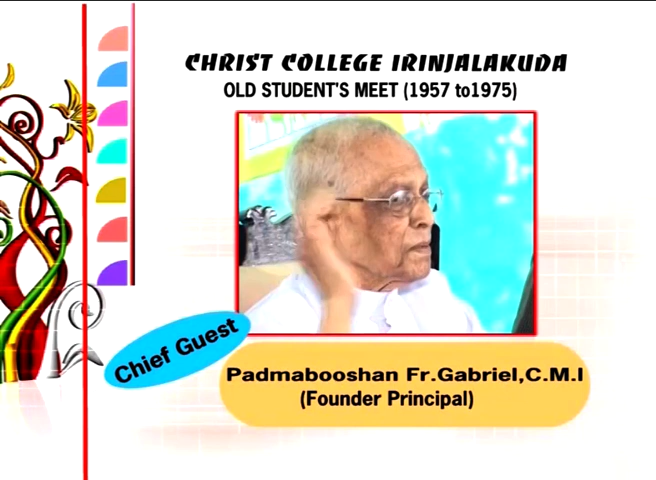 CHRIST COLLEGE IRINJALAKUDA
OLD STUDENT'S MEET (1957 to1975)
Chief Guest
Padmabooshan Fr.Gabriel,C.M.I
(Founder Principal)